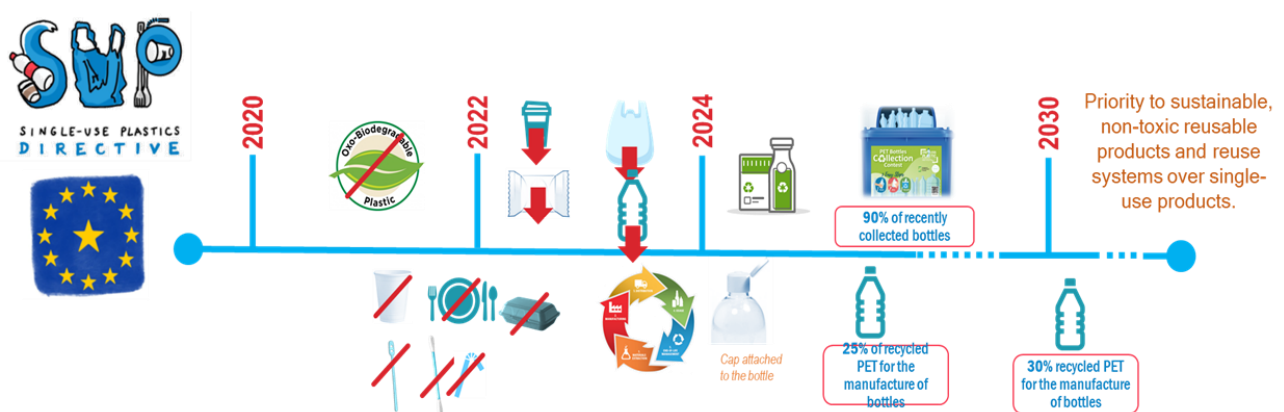 SUP
SINGLE-USE PLASTICS
DIRECTIVE
2020
Oxo-Biodegradable
Plastic
2022
2024
PET Bottles
Collection
Contest
90% of recently
collected bottles
2030
Priority to sustainable,
non-toxic reusable
products and reuse
systems over single-
use products.
Cap attached
to the bottle
25% of recycled
PET for the
manufacture of
bottles
30% recycled PET
for the manufacture
of bottles